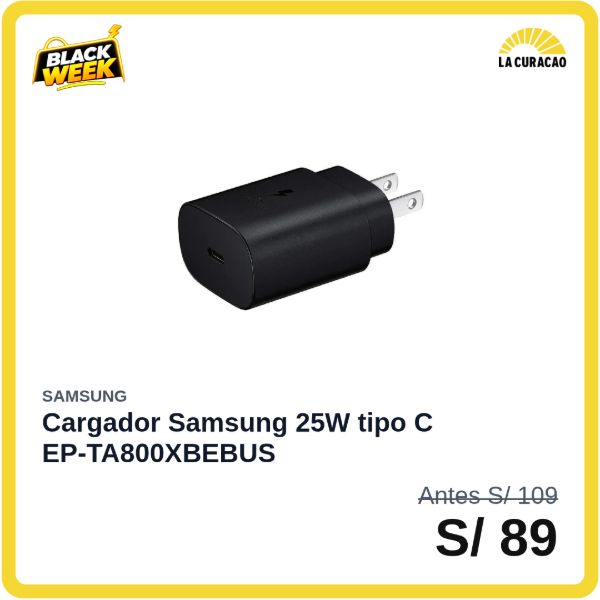 BLACK
WEEK
LA CURACAO
SAMSUNG
Cargador Samsung 25W tipo C
EP-TA800XBEBUS
Antes S/ 109
S/ 89